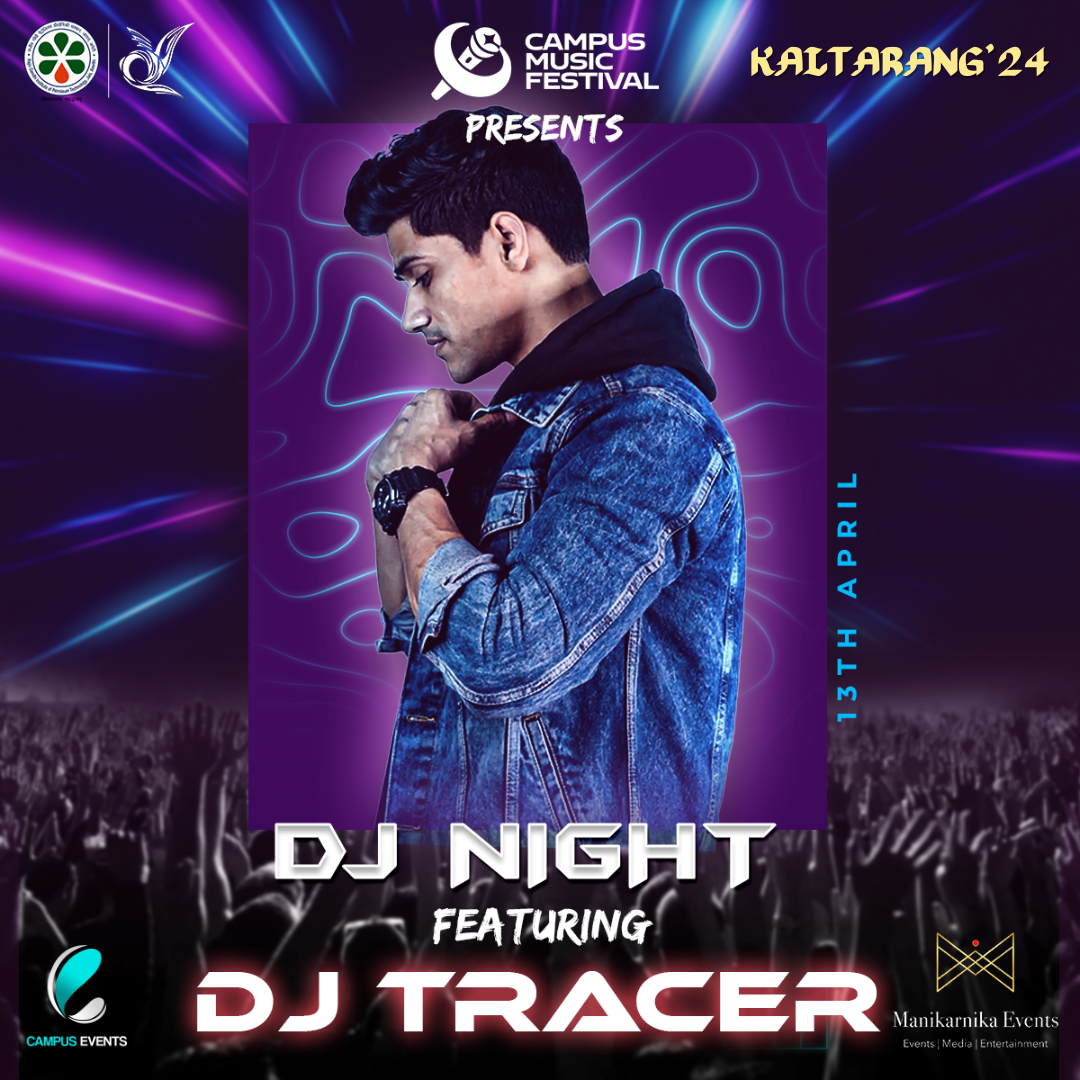 CAMPUS
MUSIC
FESTIVAL
KALTARANG'24
PRESENTS
13TH APRIL
DJ NIGHT
FEATURING
DJ TRACER
CAMPUS EVENTS
Manikarnika Events
Events | Media | Entertainment